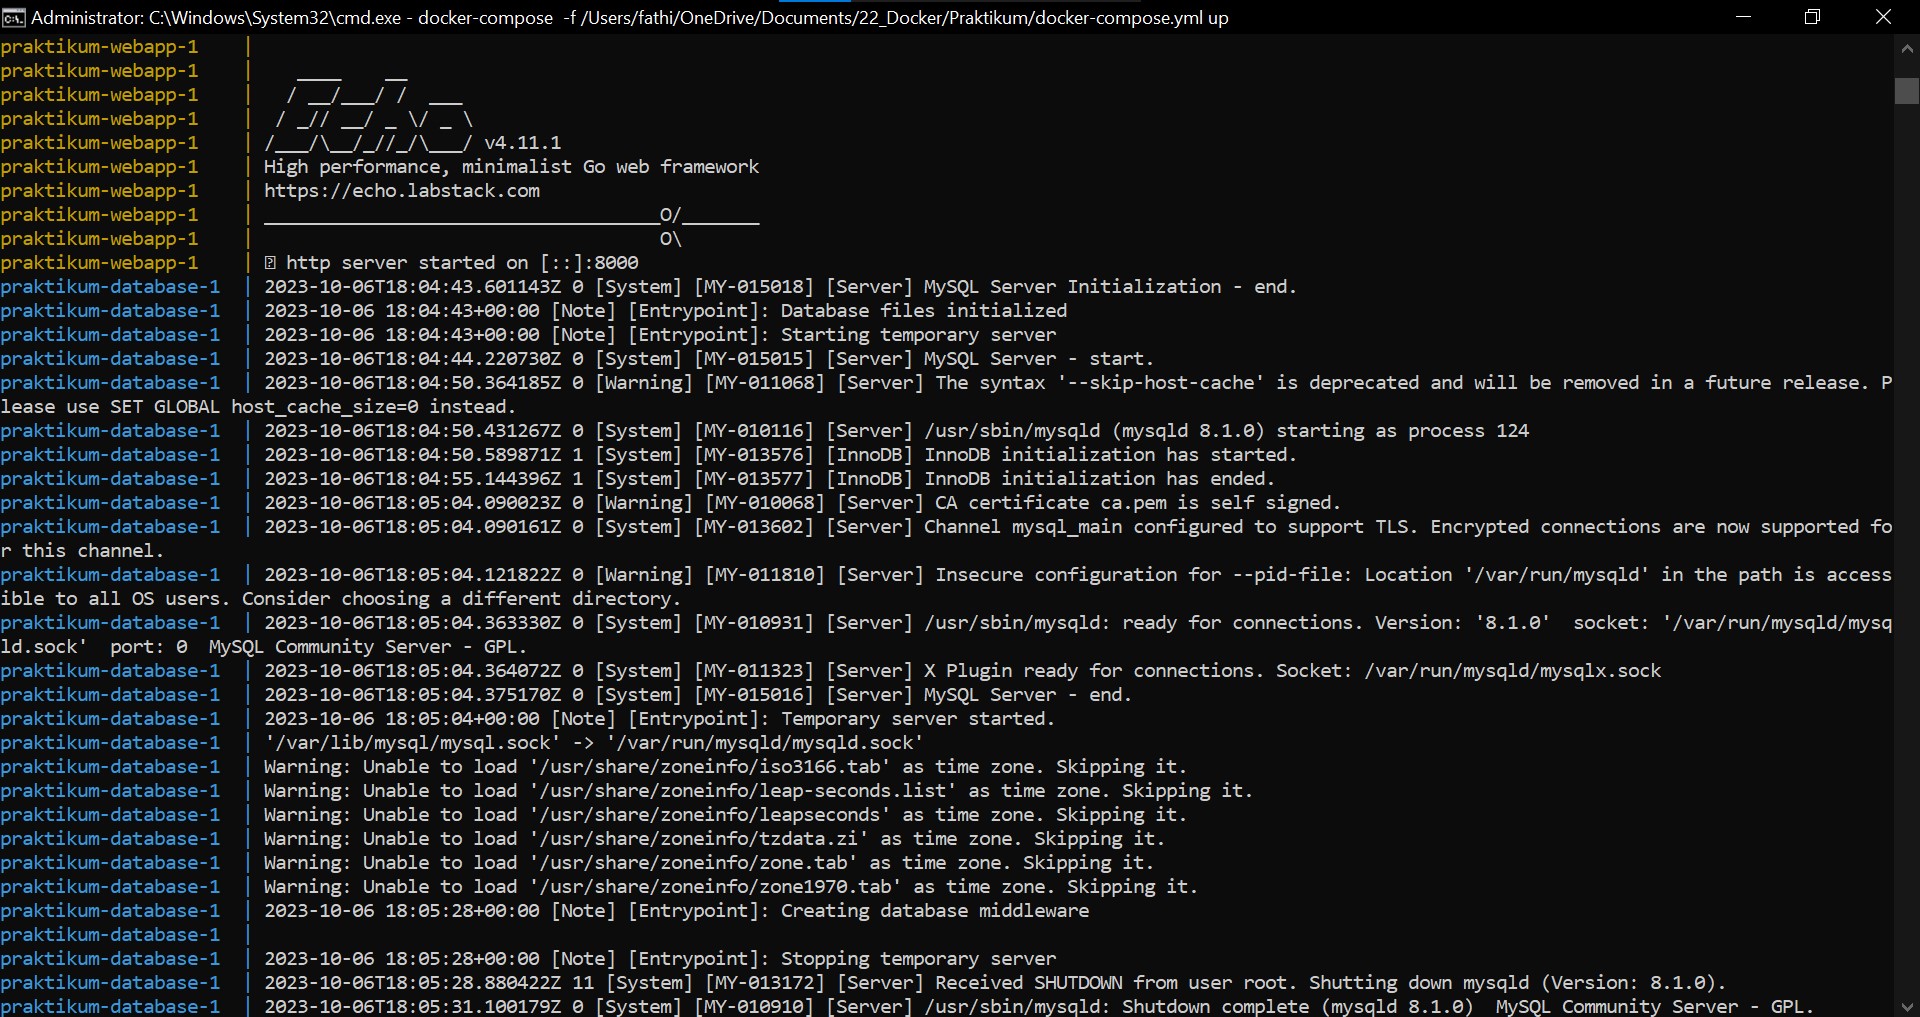 Administrator: C:\Windows\System32\cmd.exe - docker-compose  -f /Users/fathi/OneDrive/Documents/22_Docker/Praktikum/docker-compose.yml up
praktikum-webapp-1    |
praktikum-webapp-1    |    ____    __
praktikum-webapp-1    |   / __/___/ /  ___
praktikum-webapp-1    |  / _// __/ _ \/ _ \
praktikum-webapp-1    | /___/\__/_//_/\___/ v4.11.1
praktikum-webapp-1    | High performance, minimalist Go web framework
praktikum-webapp-1    | https://echo.labstack.com
praktikum-webapp-1    | ____________________________________O/_______
praktikum-webapp-1    |                                     O\
praktikum-webapp-1    | ⍰ http server started on [::]:8000
praktikum-database-1  | 2023-10-06T18:04:43.601143Z 0 [System] [MY-015018] [Server] MySQL Server Initialization - end.
praktikum-database-1  | 2023-10-06 18:04:43+00:00 [Note] [Entrypoint]: Database files initialized
praktikum-database-1  | 2023-10-06 18:04:43+00:00 [Note] [Entrypoint]: Starting temporary server
praktikum-database-1  | 2023-10-06T18:04:44.220730Z 0 [System] [MY-015015] [Server] MySQL Server - start.
praktikum-database-1  | 2023-10-06T18:04:50.364185Z 0 [Warning] [MY-011068] [Server] The syntax '--skip-host-cache' is deprecated and will be removed in a future release. P
lease use SET GLOBAL host_cache_size=0 instead.
praktikum-database-1  | 2023-10-06T18:04:50.431267Z 0 [System] [MY-010116] [Server] /usr/sbin/mysqld (mysqld 8.1.0) starting as process 124
praktikum-database-1  | 2023-10-06T18:04:50.589871Z 1 [System] [MY-013576] [InnoDB] InnoDB initialization has started.
praktikum-database-1  | 2023-10-06T18:04:55.144396Z 1 [System] [MY-013577] [InnoDB] InnoDB initialization has ended.
praktikum-database-1  | 2023-10-06T18:05:04.090023Z 0 [Warning] [MY-010068] [Server] CA certificate ca.pem is self signed.
praktikum-database-1  | 2023-10-06T18:05:04.090161Z 0 [System] [MY-013602] [Server] Channel mysql_main configured to support TLS. Encrypted connections are now supported fo
r this channel.
praktikum-database-1  | 2023-10-06T18:05:04.121822Z 0 [Warning] [MY-011810] [Server] Insecure configuration for --pid-file: Location '/var/run/mysqld' in the path is access
ible to all OS users. Consider choosing a different directory.
praktikum-database-1  | 2023-10-06T18:05:04.363330Z 0 [System] [MY-010931] [Server] /usr/sbin/mysqld: ready for connections. Version: '8.1.0'  socket: '/var/run/mysqld/mysq
ld.sock'  port: 0  MySQL Community Server - GPL.
praktikum-database-1  | 2023-10-06T18:05:04.364072Z 0 [System] [MY-011323] [Server] X Plugin ready for connections. Socket: /var/run/mysqld/mysqlx.sock
praktikum-database-1  | 2023-10-06T18:05:04.375170Z 0 [System] [MY-015016] [Server] MySQL Server - end.
praktikum-database-1  | 2023-10-06 18:05:04+00:00 [Note] [Entrypoint]: Temporary server started.
praktikum-database-1  | '/var/lib/mysql/mysql.sock' -> '/var/run/mysqld/mysqld.sock'
praktikum-database-1  | Warning: Unable to load '/usr/share/zoneinfo/iso3166.tab' as time zone. Skipping it.
praktikum-database-1  | Warning: Unable to load '/usr/share/zoneinfo/leap-seconds.list' as time zone. Skipping it.
praktikum-database-1  | Warning: Unable to load '/usr/share/zoneinfo/leapseconds' as time zone. Skipping it.
praktikum-database-1  | Warning: Unable to load '/usr/share/zoneinfo/tzdata.zi' as time zone. Skipping it.
praktikum-database-1  | Warning: Unable to load '/usr/share/zoneinfo/zone.tab' as time zone. Skipping it.
praktikum-database-1  | Warning: Unable to load '/usr/share/zoneinfo/zone1970.tab' as time zone. Skipping it.
praktikum-database-1  | 2023-10-06 18:05:28+00:00 [Note] [Entrypoint]: Creating database middleware
praktikum-database-1  |
praktikum-database-1  | 2023-10-06 18:05:28+00:00 [Note] [Entrypoint]: Stopping temporary server
praktikum-database-1  | 2023-10-06T18:05:28.880422Z 11 [System] [MY-013172] [Server] Received SHUTDOWN from user root. Shutting down mysqld (Version: 8.1.0).
praktikum-database-1  | 2023-10-06T18:05:31.100179Z 0 [System] [MY-010910] [Server] /usr/sbin/mysqld: Shutdown complete (mysqld 8.1.0)  MySQL Community Server - GPL.